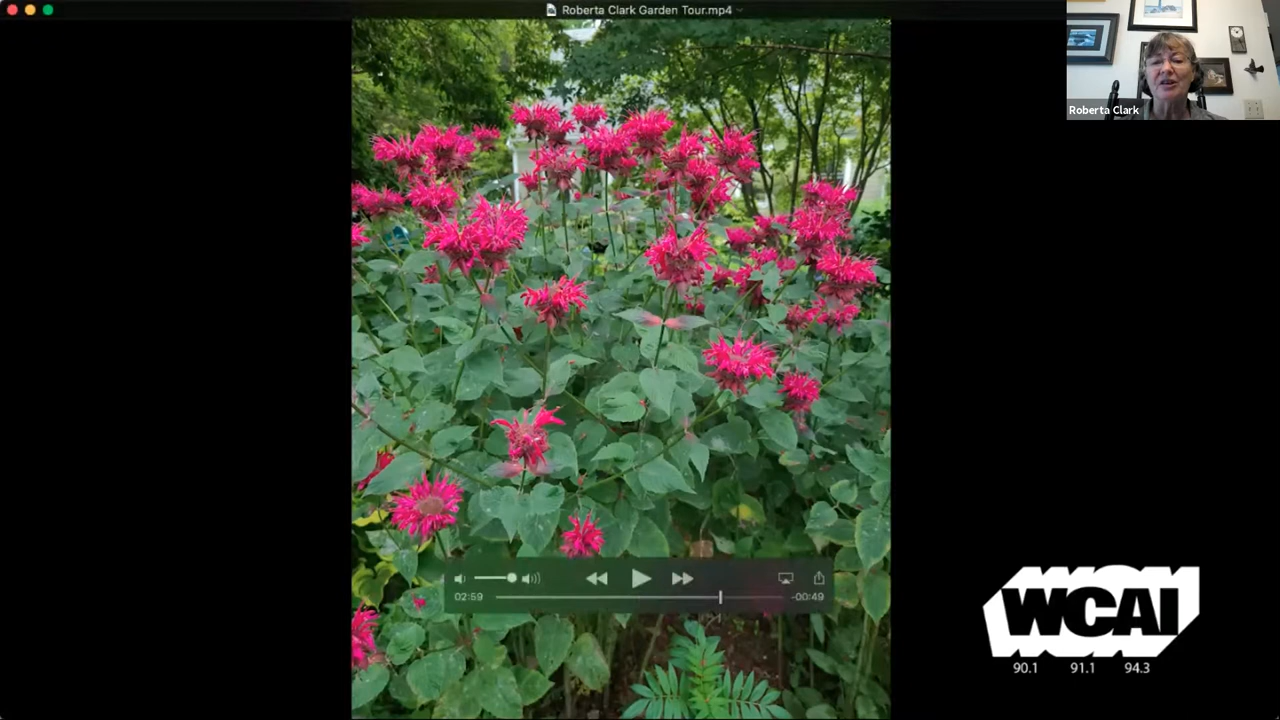 Roberta Clark Garden Tour.mp4
Roberta Clark
02:59
-00:49
WCAI
90.1 91.1 94.3